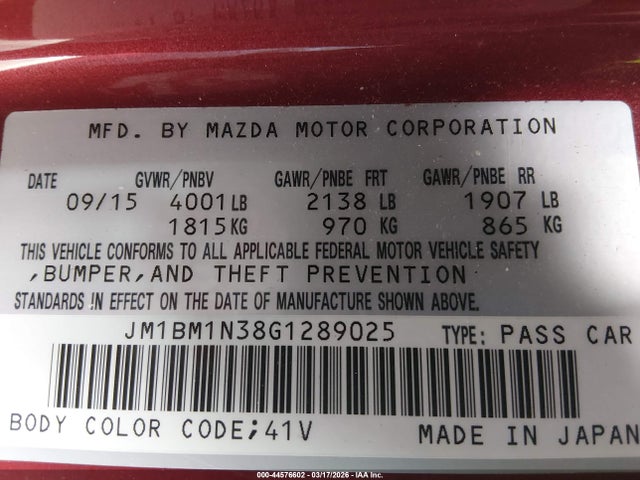 MFD. BY MAZDA MOTOR CORPORATION
DATE GVWR/PNBV GAWR/PNBE FRT GAWR/PNBE RR
09/15 4001 LB 2138 LB 1907 LB
1815 KG 970 KG 865 KG
THIS VEHICLE CONFORMS TO ALL APPLICABLE FEDERAL MOTOR VEHICLE SAFETY
,BUMPER,AND THEFT PREVENTION
STANDARDS IN EFFECT ON THE DATE OF MANUFACTURE SHOWN ABOVE.
JM1BM1N38G1289025 TYPE: PASS CAR
BODY COLOR CODE;41V MADE IN JAPAN
000-44576602 - 03/17/2026 - IAA Inc.